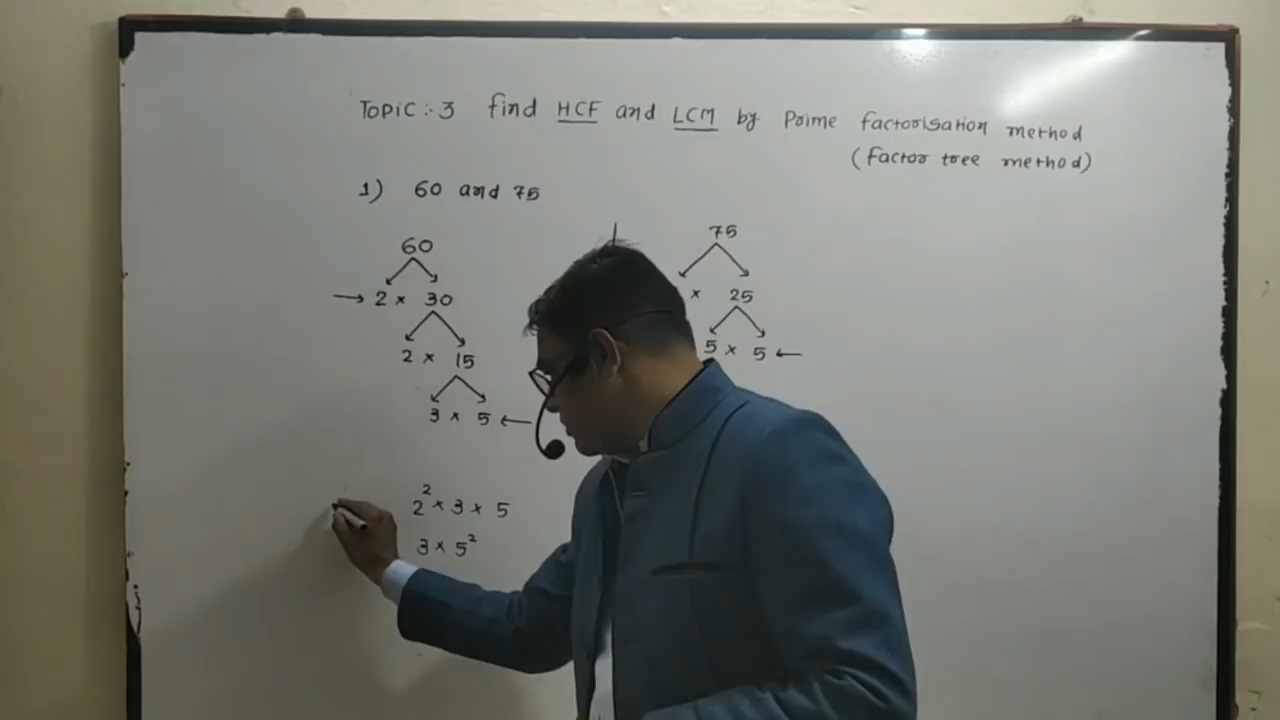 TOPIC :- 3 find HCF and LCM by Prime factorisation method
(factor tree method)
1) 60 and 75
60
→ 2 × 30
2 × 15
3 × 5 ←
75
× 25
5 × 5 ←
2² × 3 × 5
3 × 5²